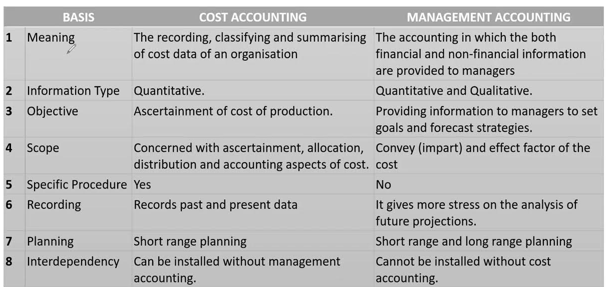 BASIS COST ACCOUNTING MANAGEMENT ACCOUNTING
1 Meaning The recording, classifying and summarising The accounting in which the both
of cost data of an organisation financial and non-financial information
are provided to managers
2 Information Type Quantitative. Quantitative and Qualitative.
3 Objective Ascertainment of cost of production. Providing information to managers to set
goals and forecast strategies.
4 Scope Concerned with ascertainment, allocation, Convey (impart) and effect factor of the
distribution and accounting aspects of cost. cost
5 Specific Procedure Yes No
6 Recording Records past and present data It gives more stress on the analysis of
future projections.
7 Planning Short range planning Short range and long range planning
8 Interdependency Can be installed without management Cannot be installed without cost
accounting. accounting.